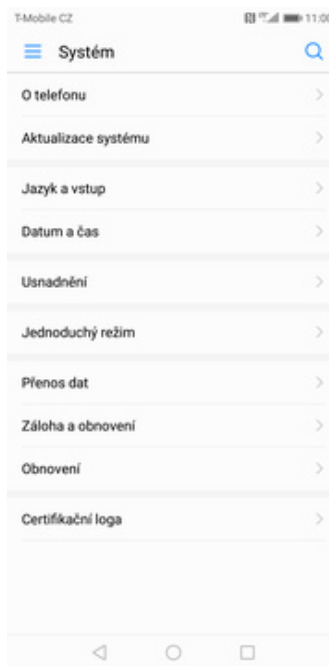 T-Mobile CZ 11:00
Systém
O telefonu
Aktualizace systému
Jazyk a vstup
Datum a čas
Usnadnění
Jednoduchý režim
Přenos dat
Záloha a obnovení
Obnovení
Certifikační loga